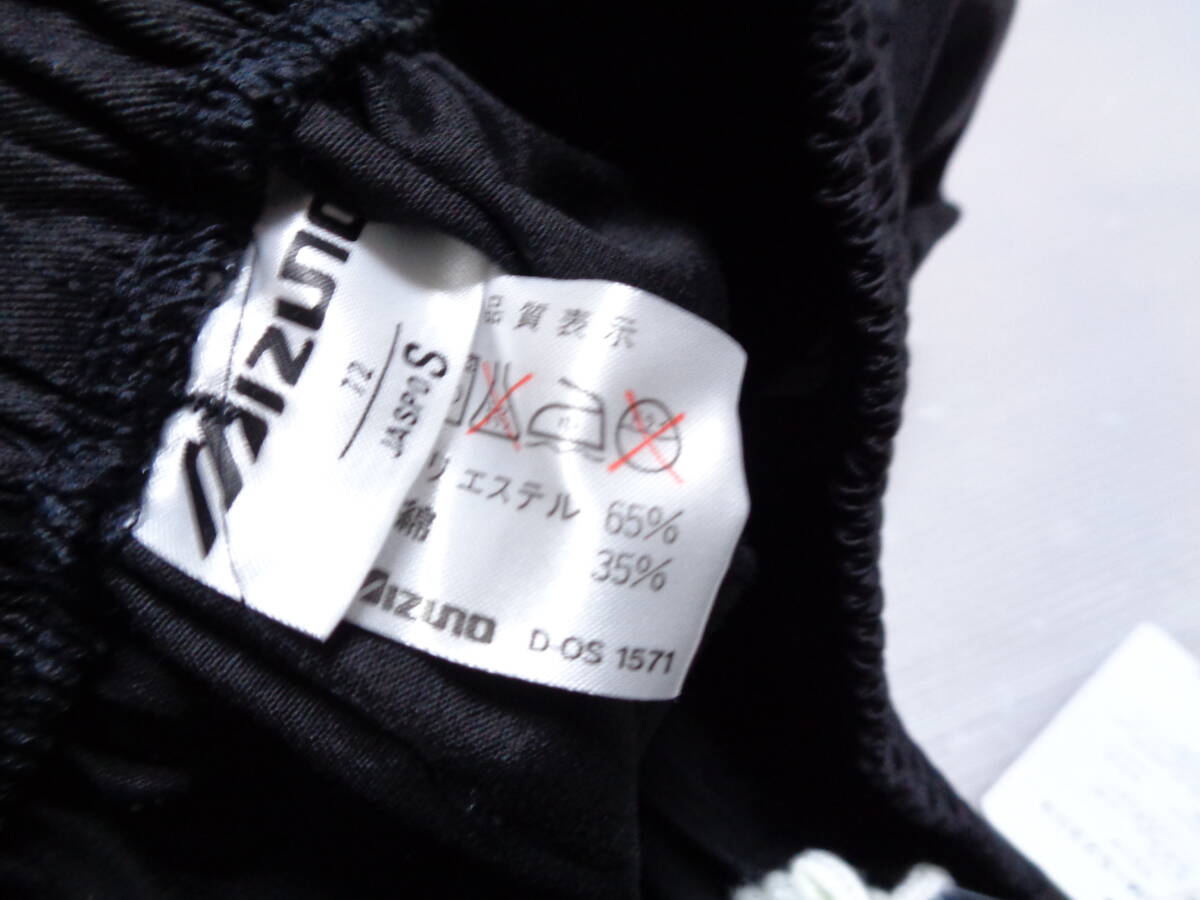 MIZUNO
72
JASPO S
品質表示
リエステル 65%
綿 35%
MIZUNO D-OS 1571